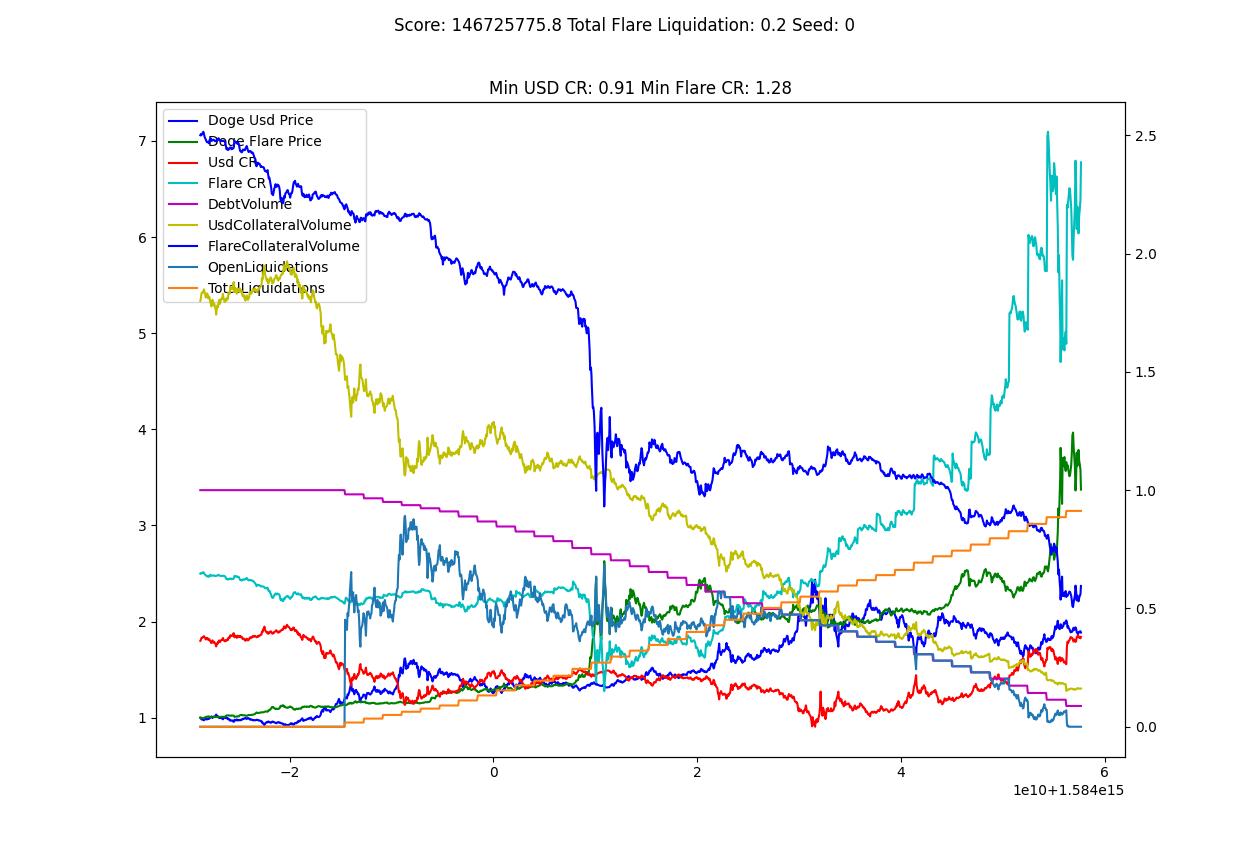 Score: 146725775.8 Total Flare Liquidation: 0.2 Seed: 0
Min USD CR: 0.91 Min Flare CR: 1.28
Doge Usd Price
Doge Flare Price
Usd CR
Flare CR
DebtVolume
UsdCollateralVolume
FlareCollateralVolume
OpenLiquidations
TotalLiquidations
7
6
5
4
3
2
1
2.5
2.0
1.5
1.0
0.5
0.0
−2
0
2
4
6
1e10+1.584e15